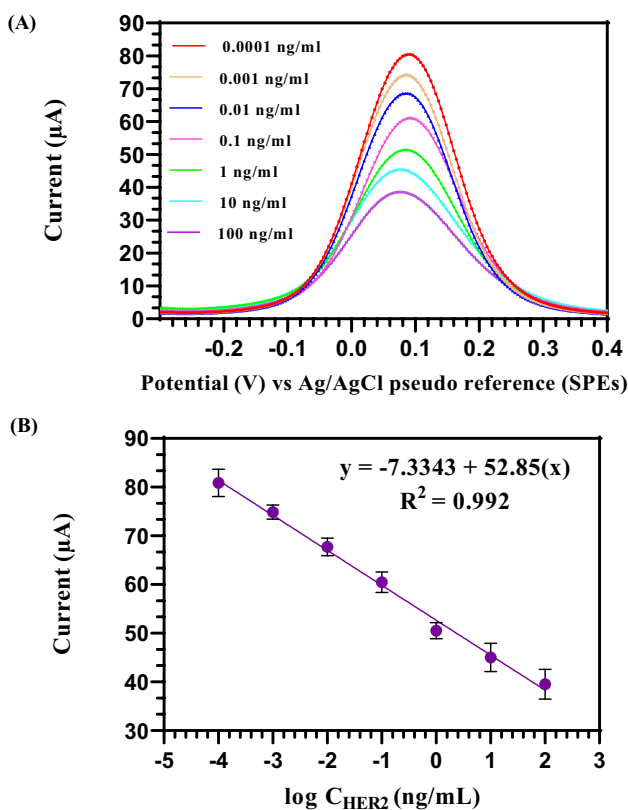 (A)
90
80
70
60
50
40
30
20
10
0
Current (µA)
0.0001 ng/ml
0.001 ng/ml
0.01 ng/ml
0.1 ng/ml
1 ng/ml
10 ng/ml
100 ng/ml
-0.2 -0.1 0.0 0.1 0.2 0.3 0.4
Potential (V) vs Ag/AgCl pseudo reference (SPEs)
(B)
90
80
70
60
50
40
30
Current (µA)
y = -7.3343 + 52.85(x)
R² = 0.992
-5 -4 -3 -2 -1 0 1 2 3
log C_HER2 (ng/mL)